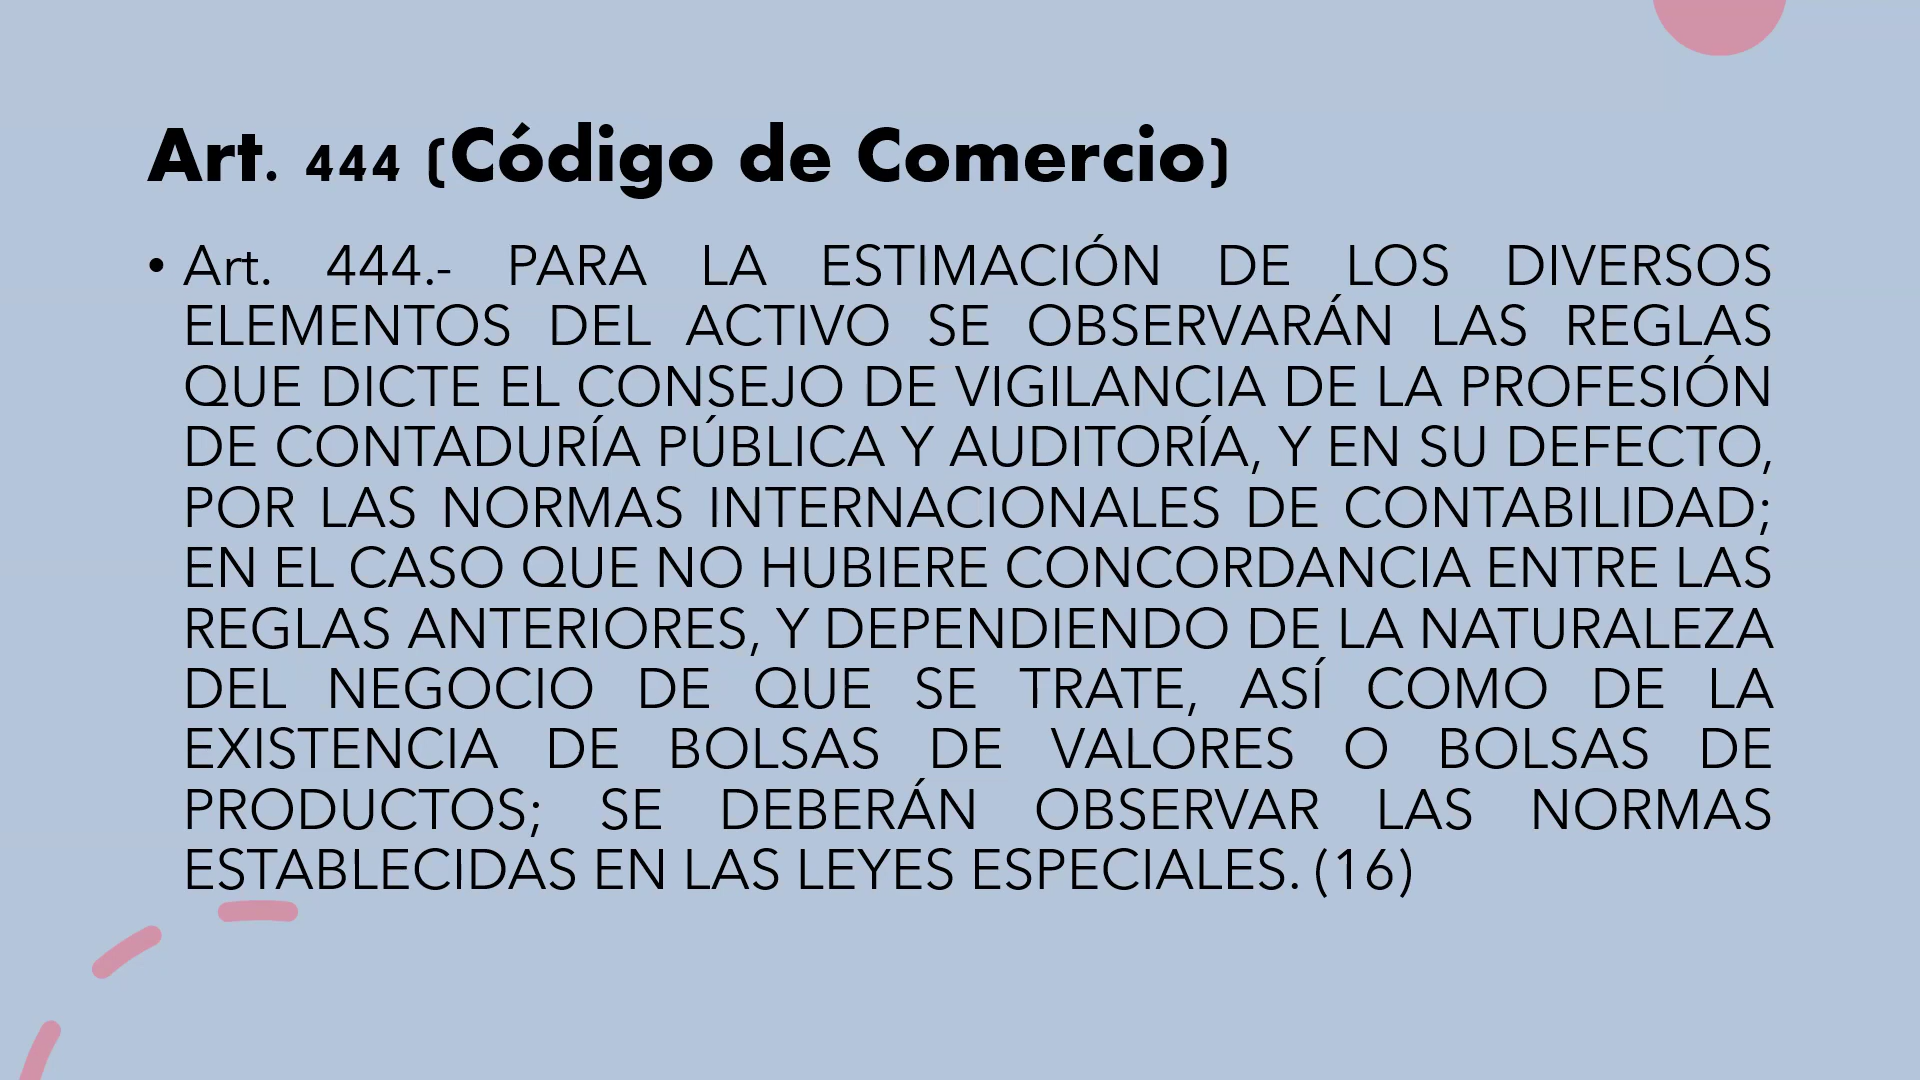 Art. 444 (Código de Comercio)
• Art. 444.- PARA LA ESTIMACIÓN DE LOS DIVERSOS
ELEMENTOS DEL ACTIVO SE OBSERVARÁN LAS REGLAS
QUE DICTE EL CONSEJO DE VIGILANCIA DE LA PROFESIÓN
DE CONTADURÍA PÚBLICA Y AUDITORÍA, Y EN SU DEFECTO,
POR LAS NORMAS INTERNACIONALES DE CONTABILIDAD;
EN EL CASO QUE NO HUBIERE CONCORDANCIA ENTRE LAS
REGLAS ANTERIORES, Y DEPENDIENDO DE LA NATURALEZA
DEL NEGOCIO DE QUE SE TRATE, ASÍ COMO DE LA
EXISTENCIA DE BOLSAS DE VALORES O BOLSAS DE
PRODUCTOS; SE DEBERÁN OBSERVAR LAS NORMAS
ESTABLECIDAS EN LAS LEYES ESPECIALES. (16)